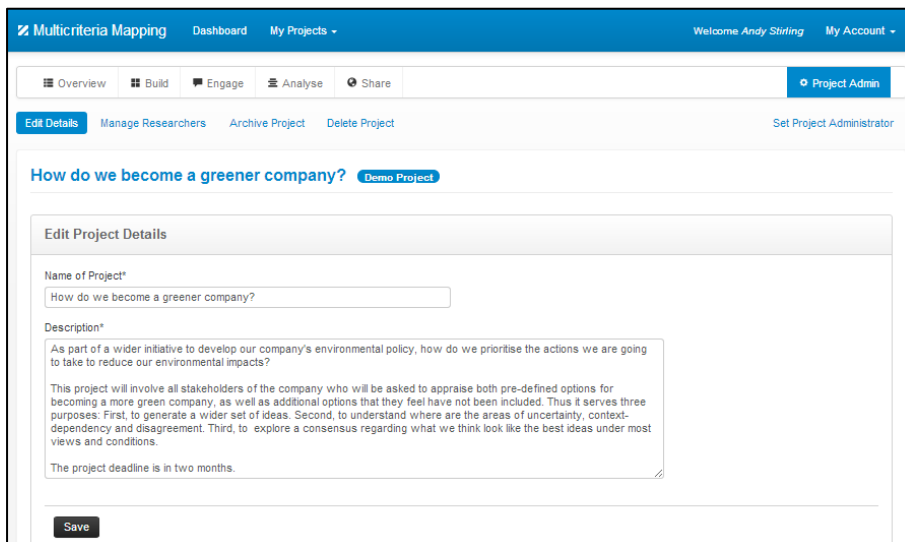 Multicriteria Mapping Dashboard My Projects Welcome Andy Stirling My Account
Overview Build Engage Analyse Share Project Admin
Edit Details Manage Researchers Archive Project Delete Project Set Project Administrator
How do we become a greener company? Demo Project
Edit Project Details
Name of Project*
How do we become a greener company?
Description*
As part of a wider initiative to develop our company's environmental policy, how do we prioritise the actions we are going
to take to reduce our environmental impacts?
This project will involve all stakeholders of the company who will be asked to appraise both pre-defined options for
becoming a more green company, as well as additional options that they feel have not been included. Thus it serves three
purposes: First, to generate a wider set of ideas. Second, to understand where are the areas of uncertainty, context-
dependency and disagreement. Third, to explore a consensus regarding what we think look like the best ideas under most
views and conditions.
The project deadline is in two months.
Save